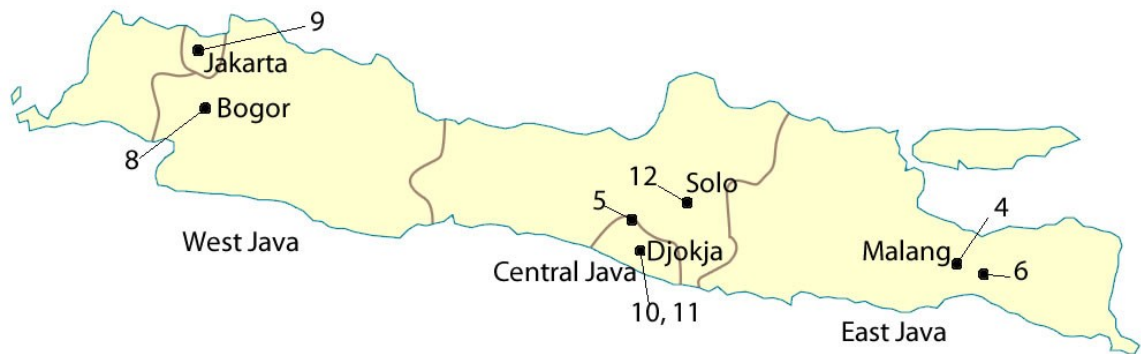 9
Jakarta
Bogor
8
West Java
12
Solo
5
Djokja
Central Java
10, 11
4
Malang
6
East Java